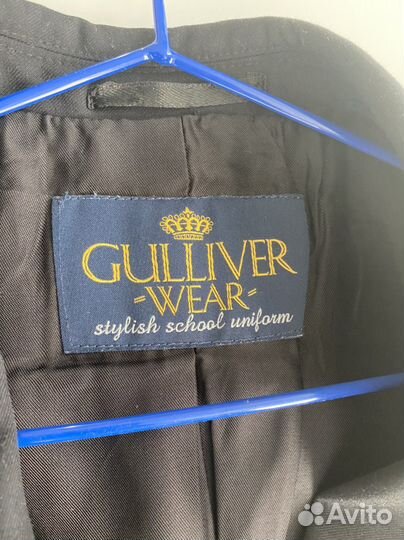 GULLIVER
-WEAR-
stylish school uniform
Avito